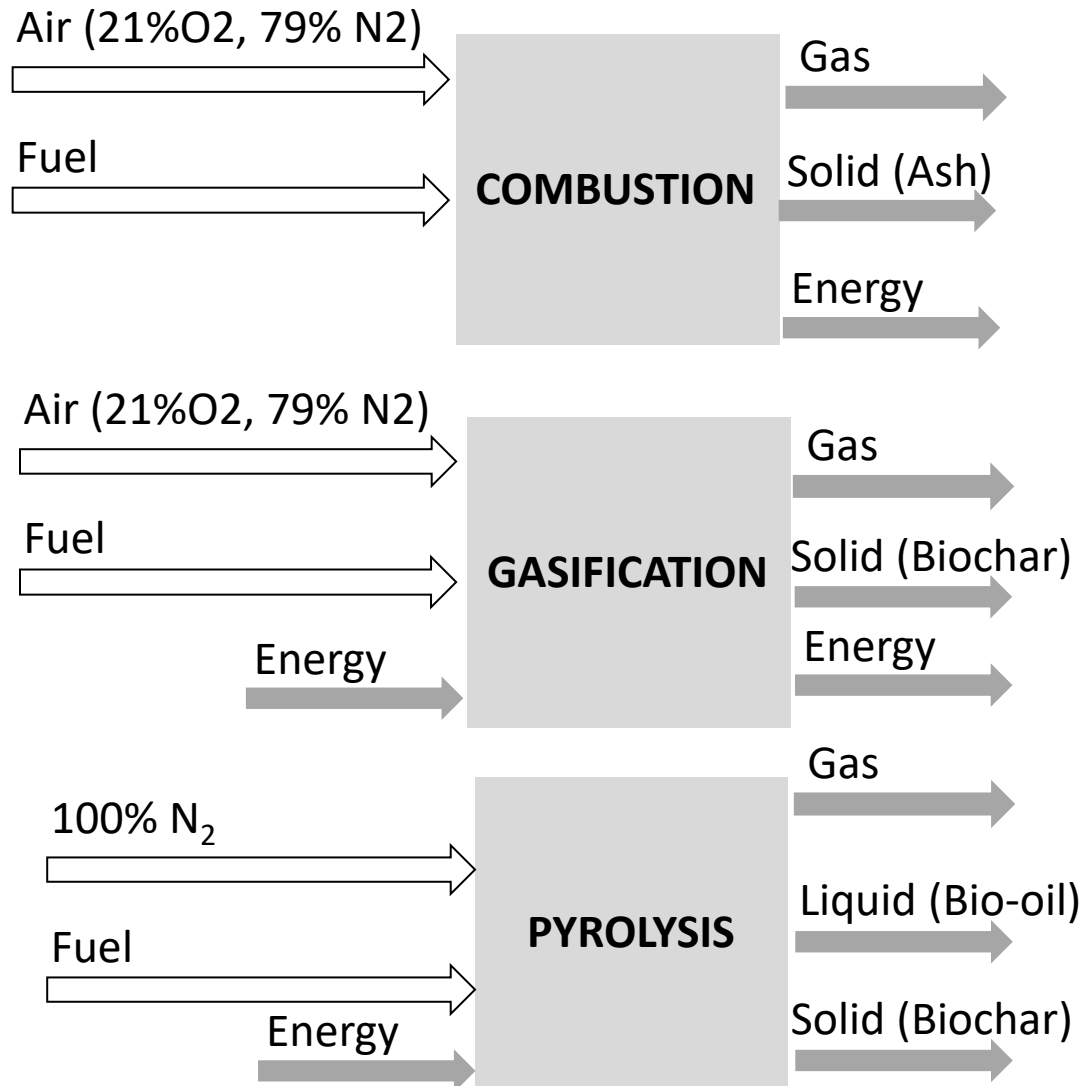 Air (21%O2, 79% N2)
Gas
Fuel
Solid (Ash)
COMBUSTION
Energy
Air (21%O2, 79% N2)
Gas
Fuel
Solid (Biochar)
GASIFICATION
Energy
Energy
Gas
100% N₂
Liquid (Bio-oil)
PYROLYSIS
Fuel
Solid (Biochar)
Energy